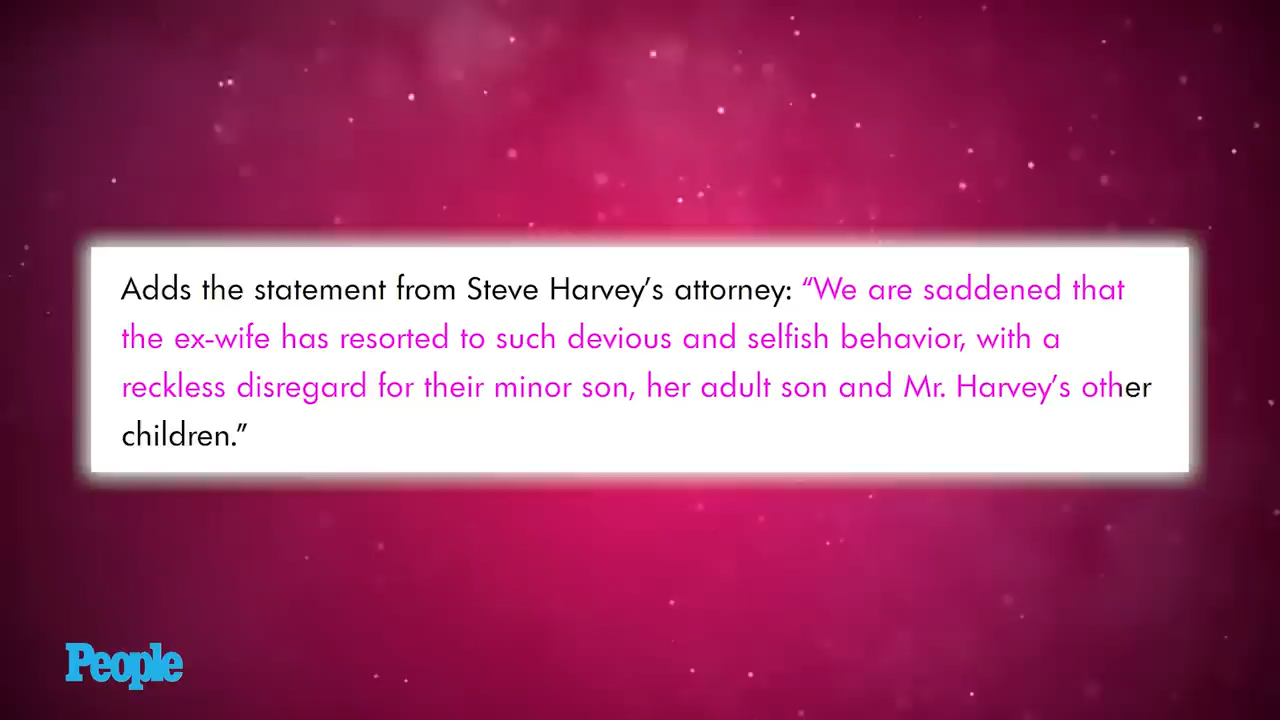 Adds the statement from Steve Harvey’s attorney: “We are saddened that
the ex-wife has resorted to such devious and selfish behavior, with a
reckless disregard for their minor son, her adult son and Mr. Harvey’s other
children.”
People